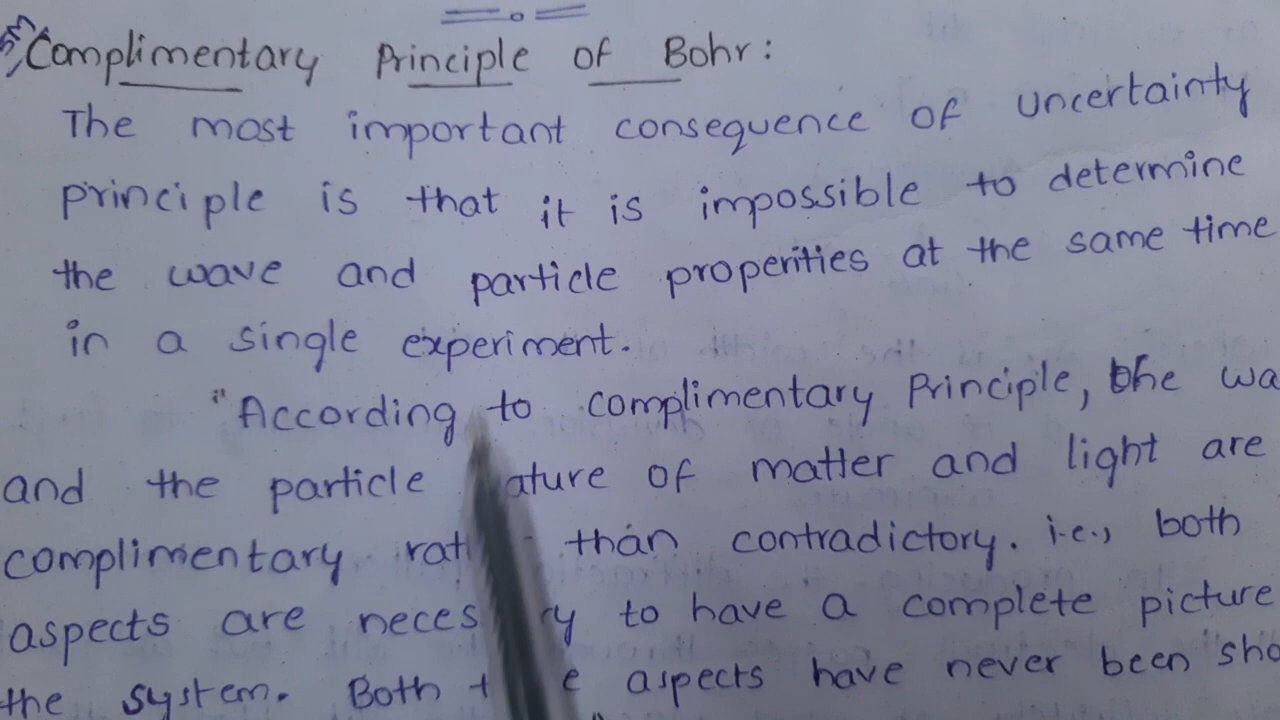 Complimentary Principle of Bohr:
The most important consequence of uncertainty
principle is that it is impossible to determine
the wave and particle properities at the same time
in a single experiment.
"According to complimentary Principle, the
and the particle of matter and light are
complimentary than contradictory. i.e., both
aspects are to have a complete picture
the system. Both aspects have never been